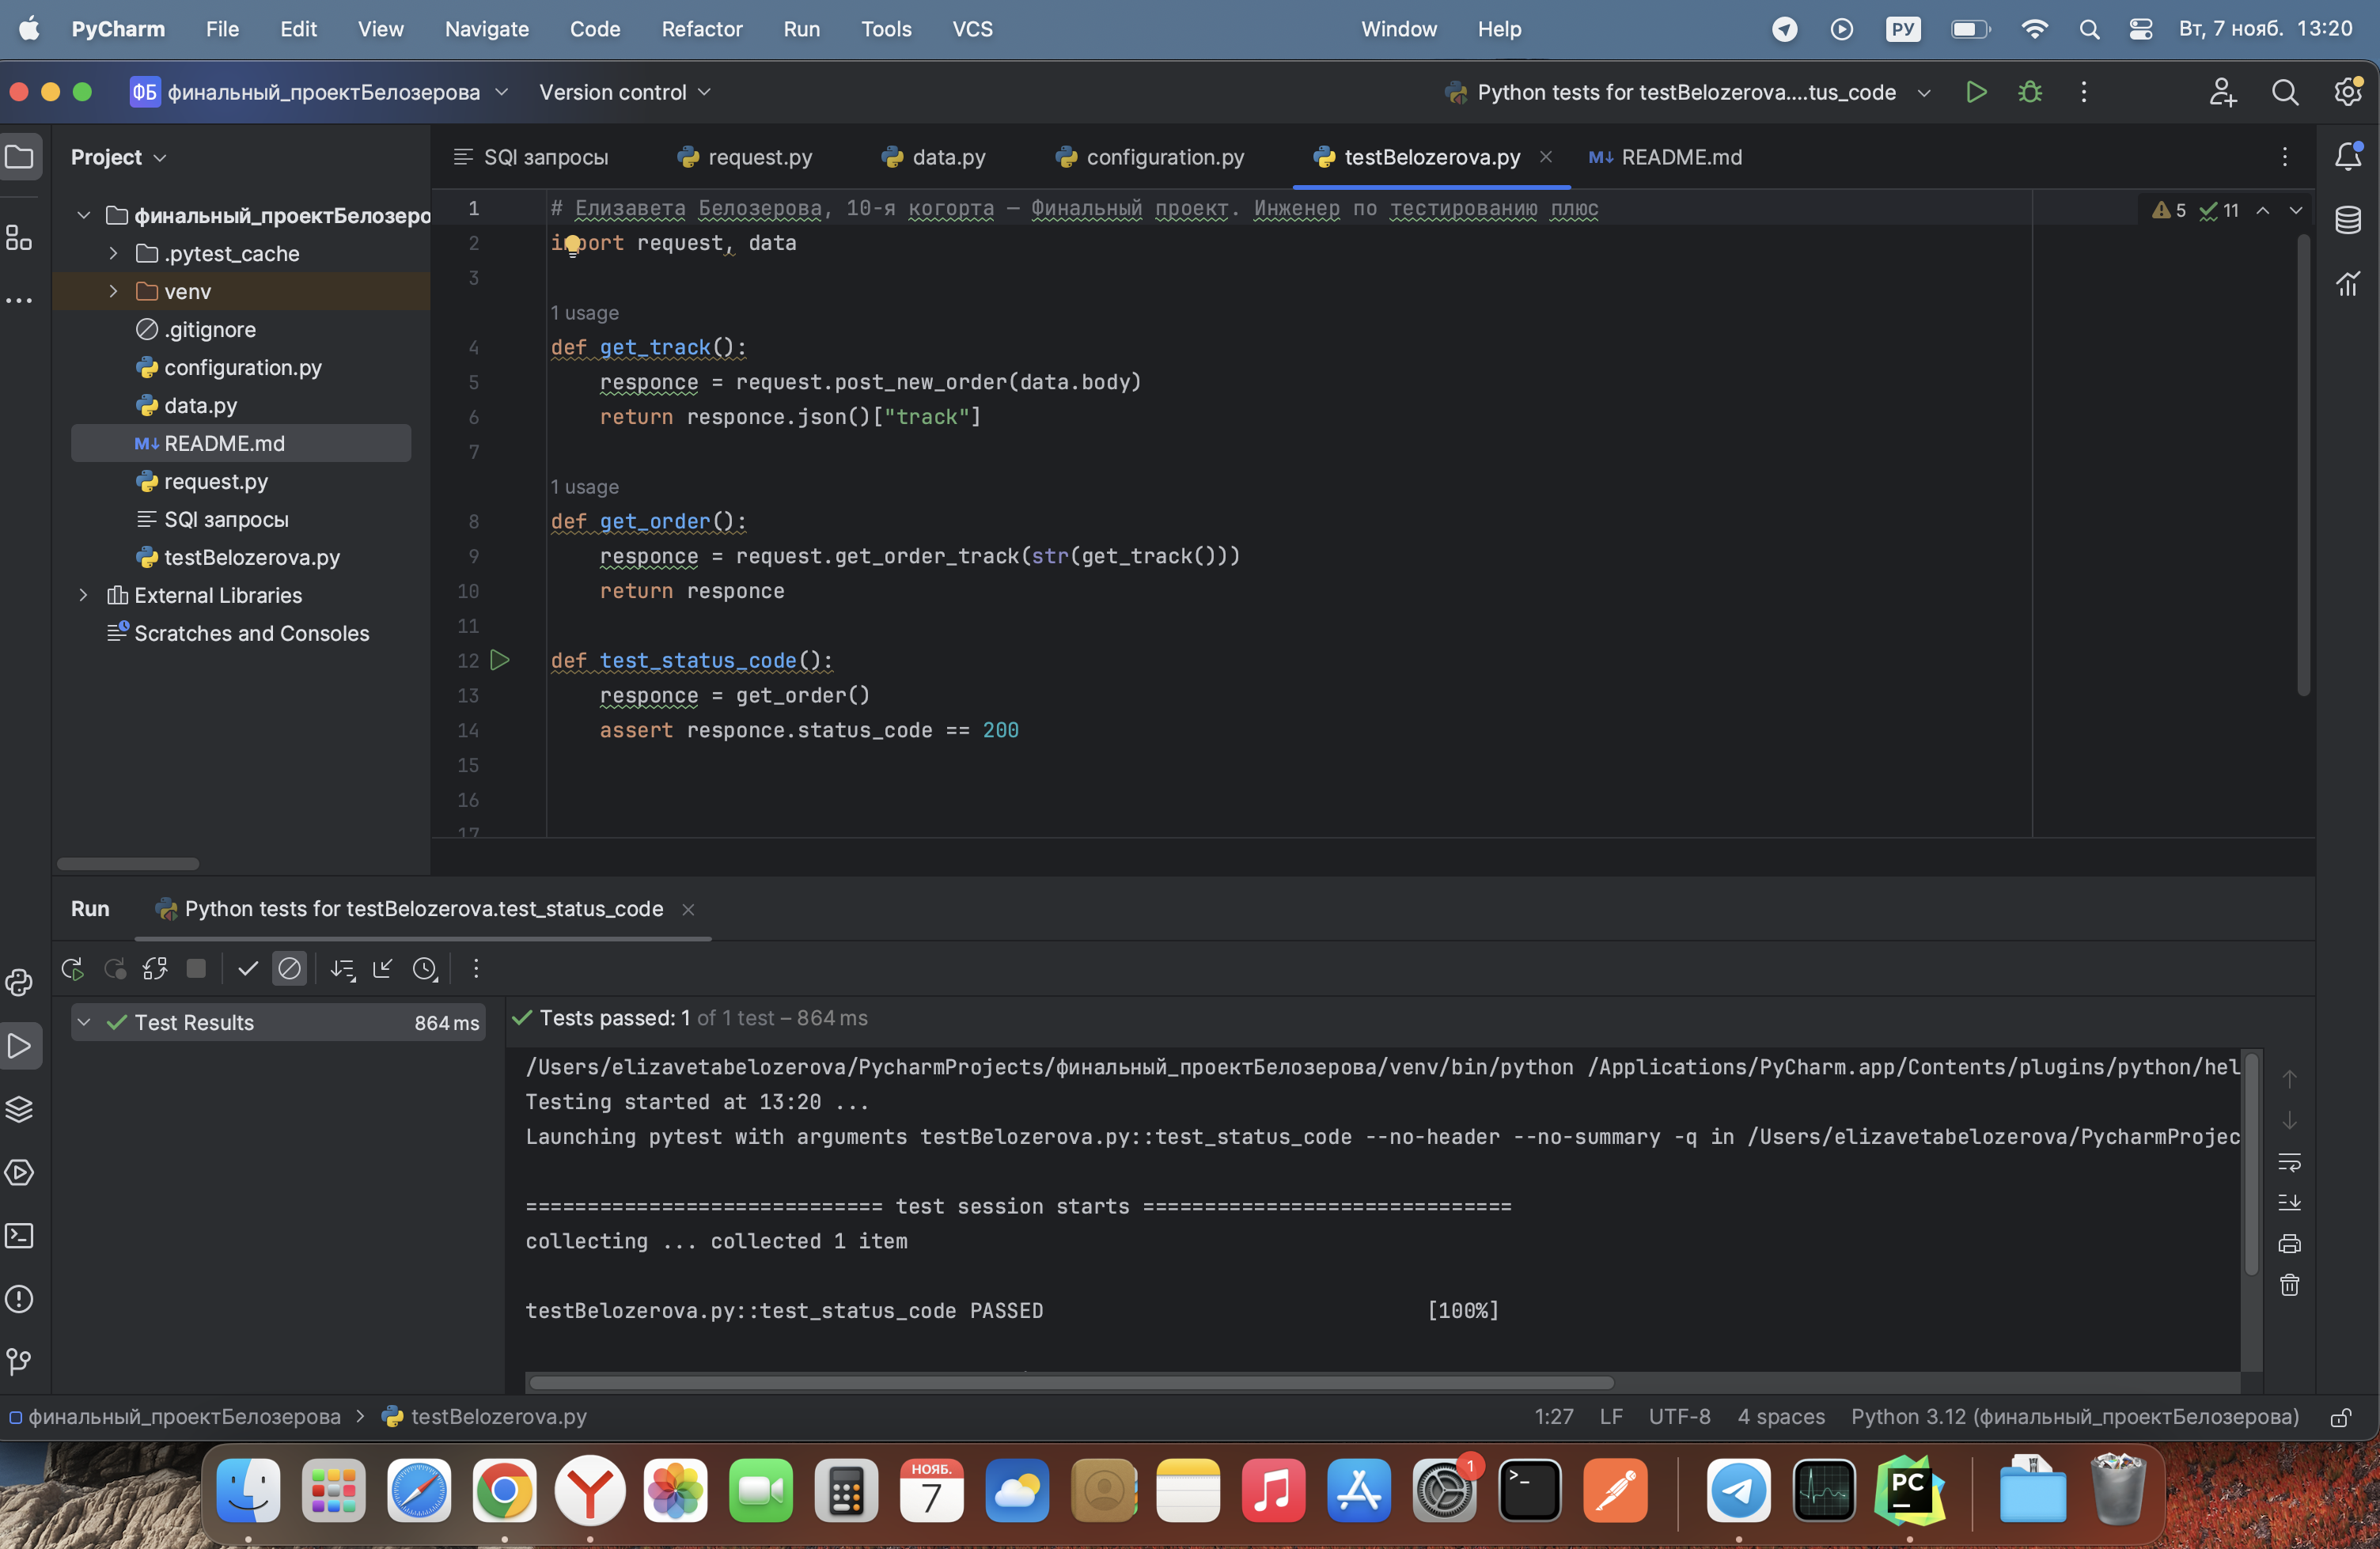 PyCharm File Edit View Navigate Code Refactor Run Tools VCS Window Help РУ Вт, 7 нояб. 13:20
ФБ финальный_проектБелозерова Version control Python tests for testBelozerova....tus_code
Project
SQl запросы request.py data.py configuration.py testBelozerova.py M↓ README.md
финальный_проектБелозеро
.pytest_cache
venv
.gitignore
configuration.py
data.py
M↓ README.md
request.py
SQl запросы
testBelozerova.py
External Libraries
Scratches and Consoles
5 11
1 # Елизавета Белозерова, 10-я когорта — Финальный проект. Инженер по тестированию плюс
2 import request, data
3
1 usage
4 def get_track():
5 responce = request.post_new_order(data.body)
6 return responce.json()["track"]
7
1 usage
8 def get_order():
9 responce = request.get_order_track(str(get_track()))
10 return responce
11
12 def test_status_code():
13 responce = get_order()
14 assert responce.status_code == 200
15
16
17
Run Python tests for testBelozerova.test_status_code
Test Results 864 ms
Tests passed: 1 of 1 test – 864 ms
/Users/elizavetabelozerova/PycharmProjects/финальный_проектБелозерова/venv/bin/python /Applications/PyCharm.app/Contents/plugins/python/hel
Testing started at 13:20 ...
Launching pytest with arguments testBelozerova.py::test_status_code --no-header --no-summary -q in /Users/elizavetabelozerova/PycharmProjec
============================= test session starts ==============================
collecting ... collected 1 item
testBelozerova.py::test_status_code PASSED [100%]
финальный_проектБелозерова testBelozerova.py 1:27 LF UTF-8 4 spaces Python 3.12 (финальный_проектБелозерова)
НОЯБ.
7
1
PC